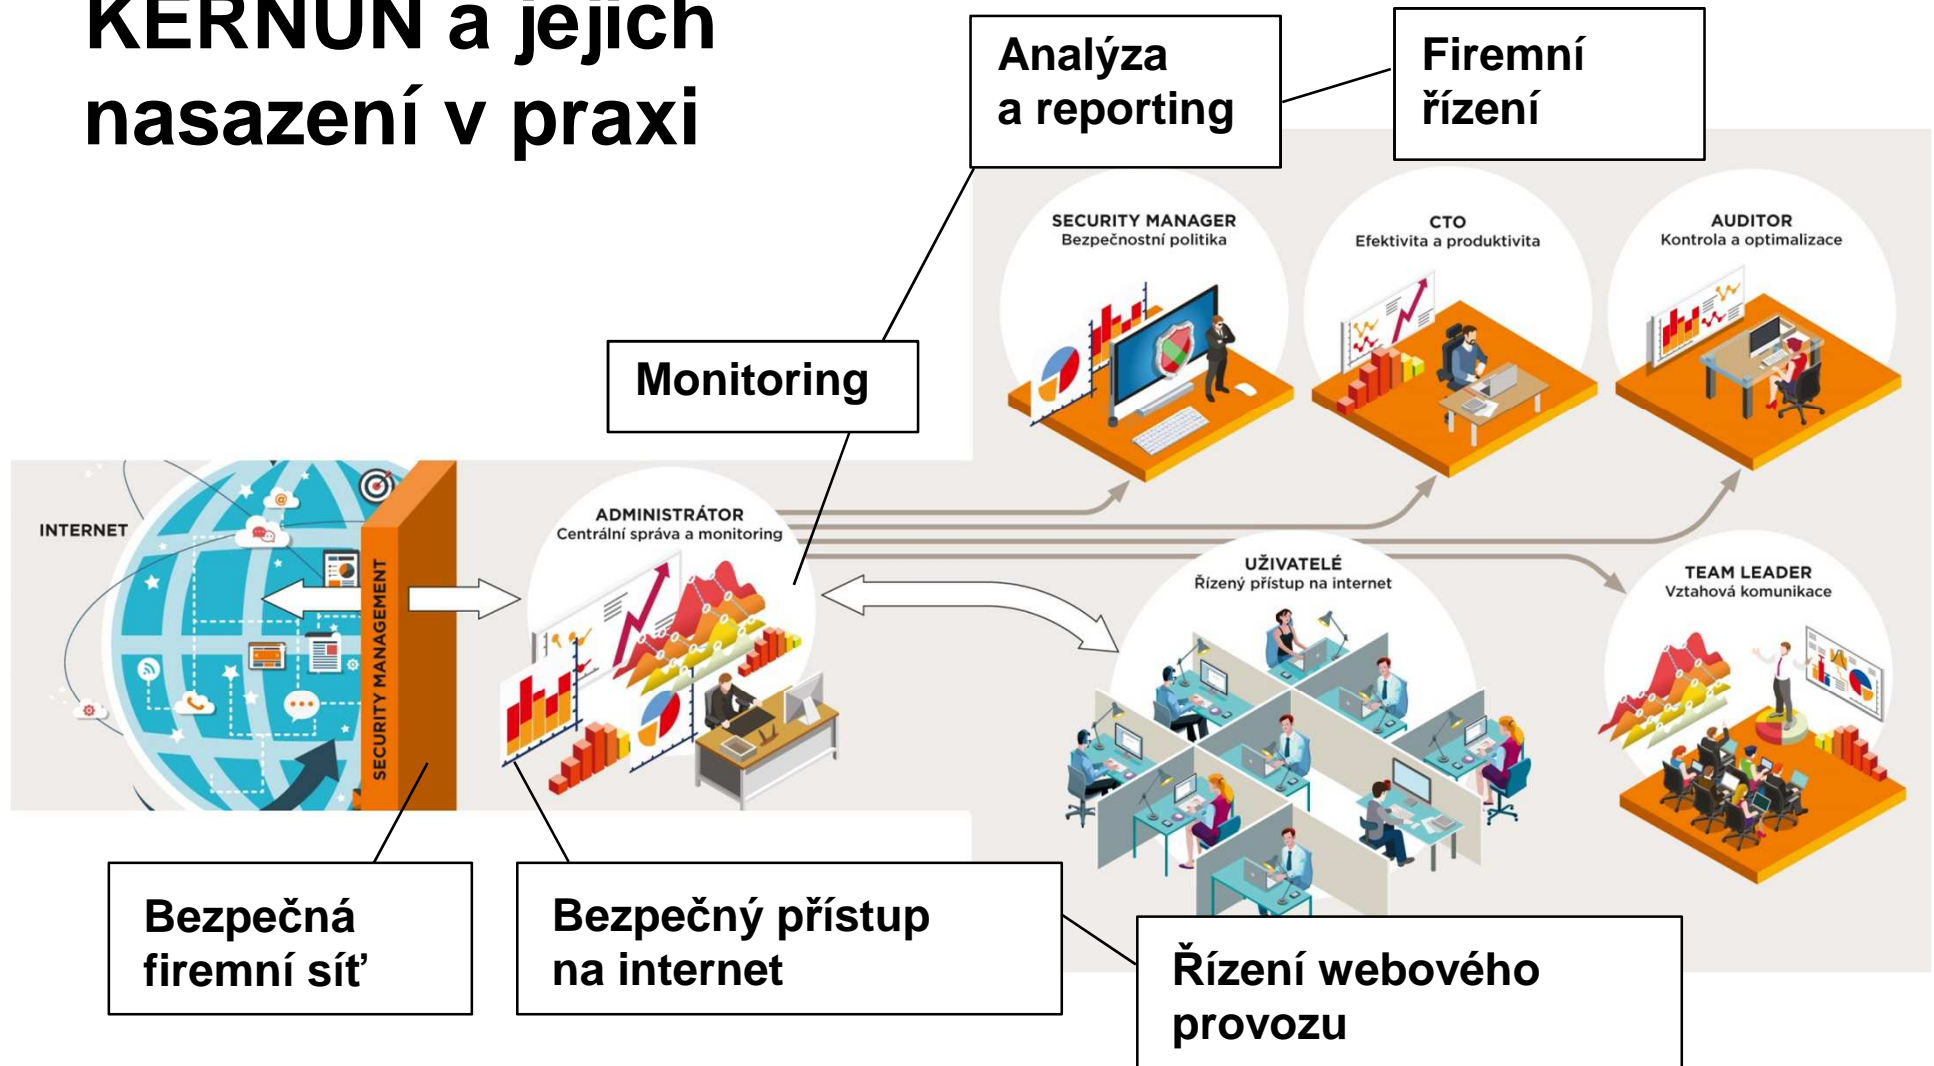 KERNUN a jejich
nasazení v praxi
Analýza
a reporting
Firemní
řízení
SECURITY MANAGER
Bezpečnostní politika
CTO
Efektivita a produktivita
AUDITOR
Kontrola a optimalizace
Monitoring
INTERNET
SECURITY MANAGEMENT
ADMINISTRÁTOR
Centrální správa a monitoring
UŽIVATELÉ
Řízený přístup na internet
TEAM LEADER
Vztahová komunikace
Bezpečná
firemní síť
Bezpečný přístup
na internet
Řízení webového
provozu